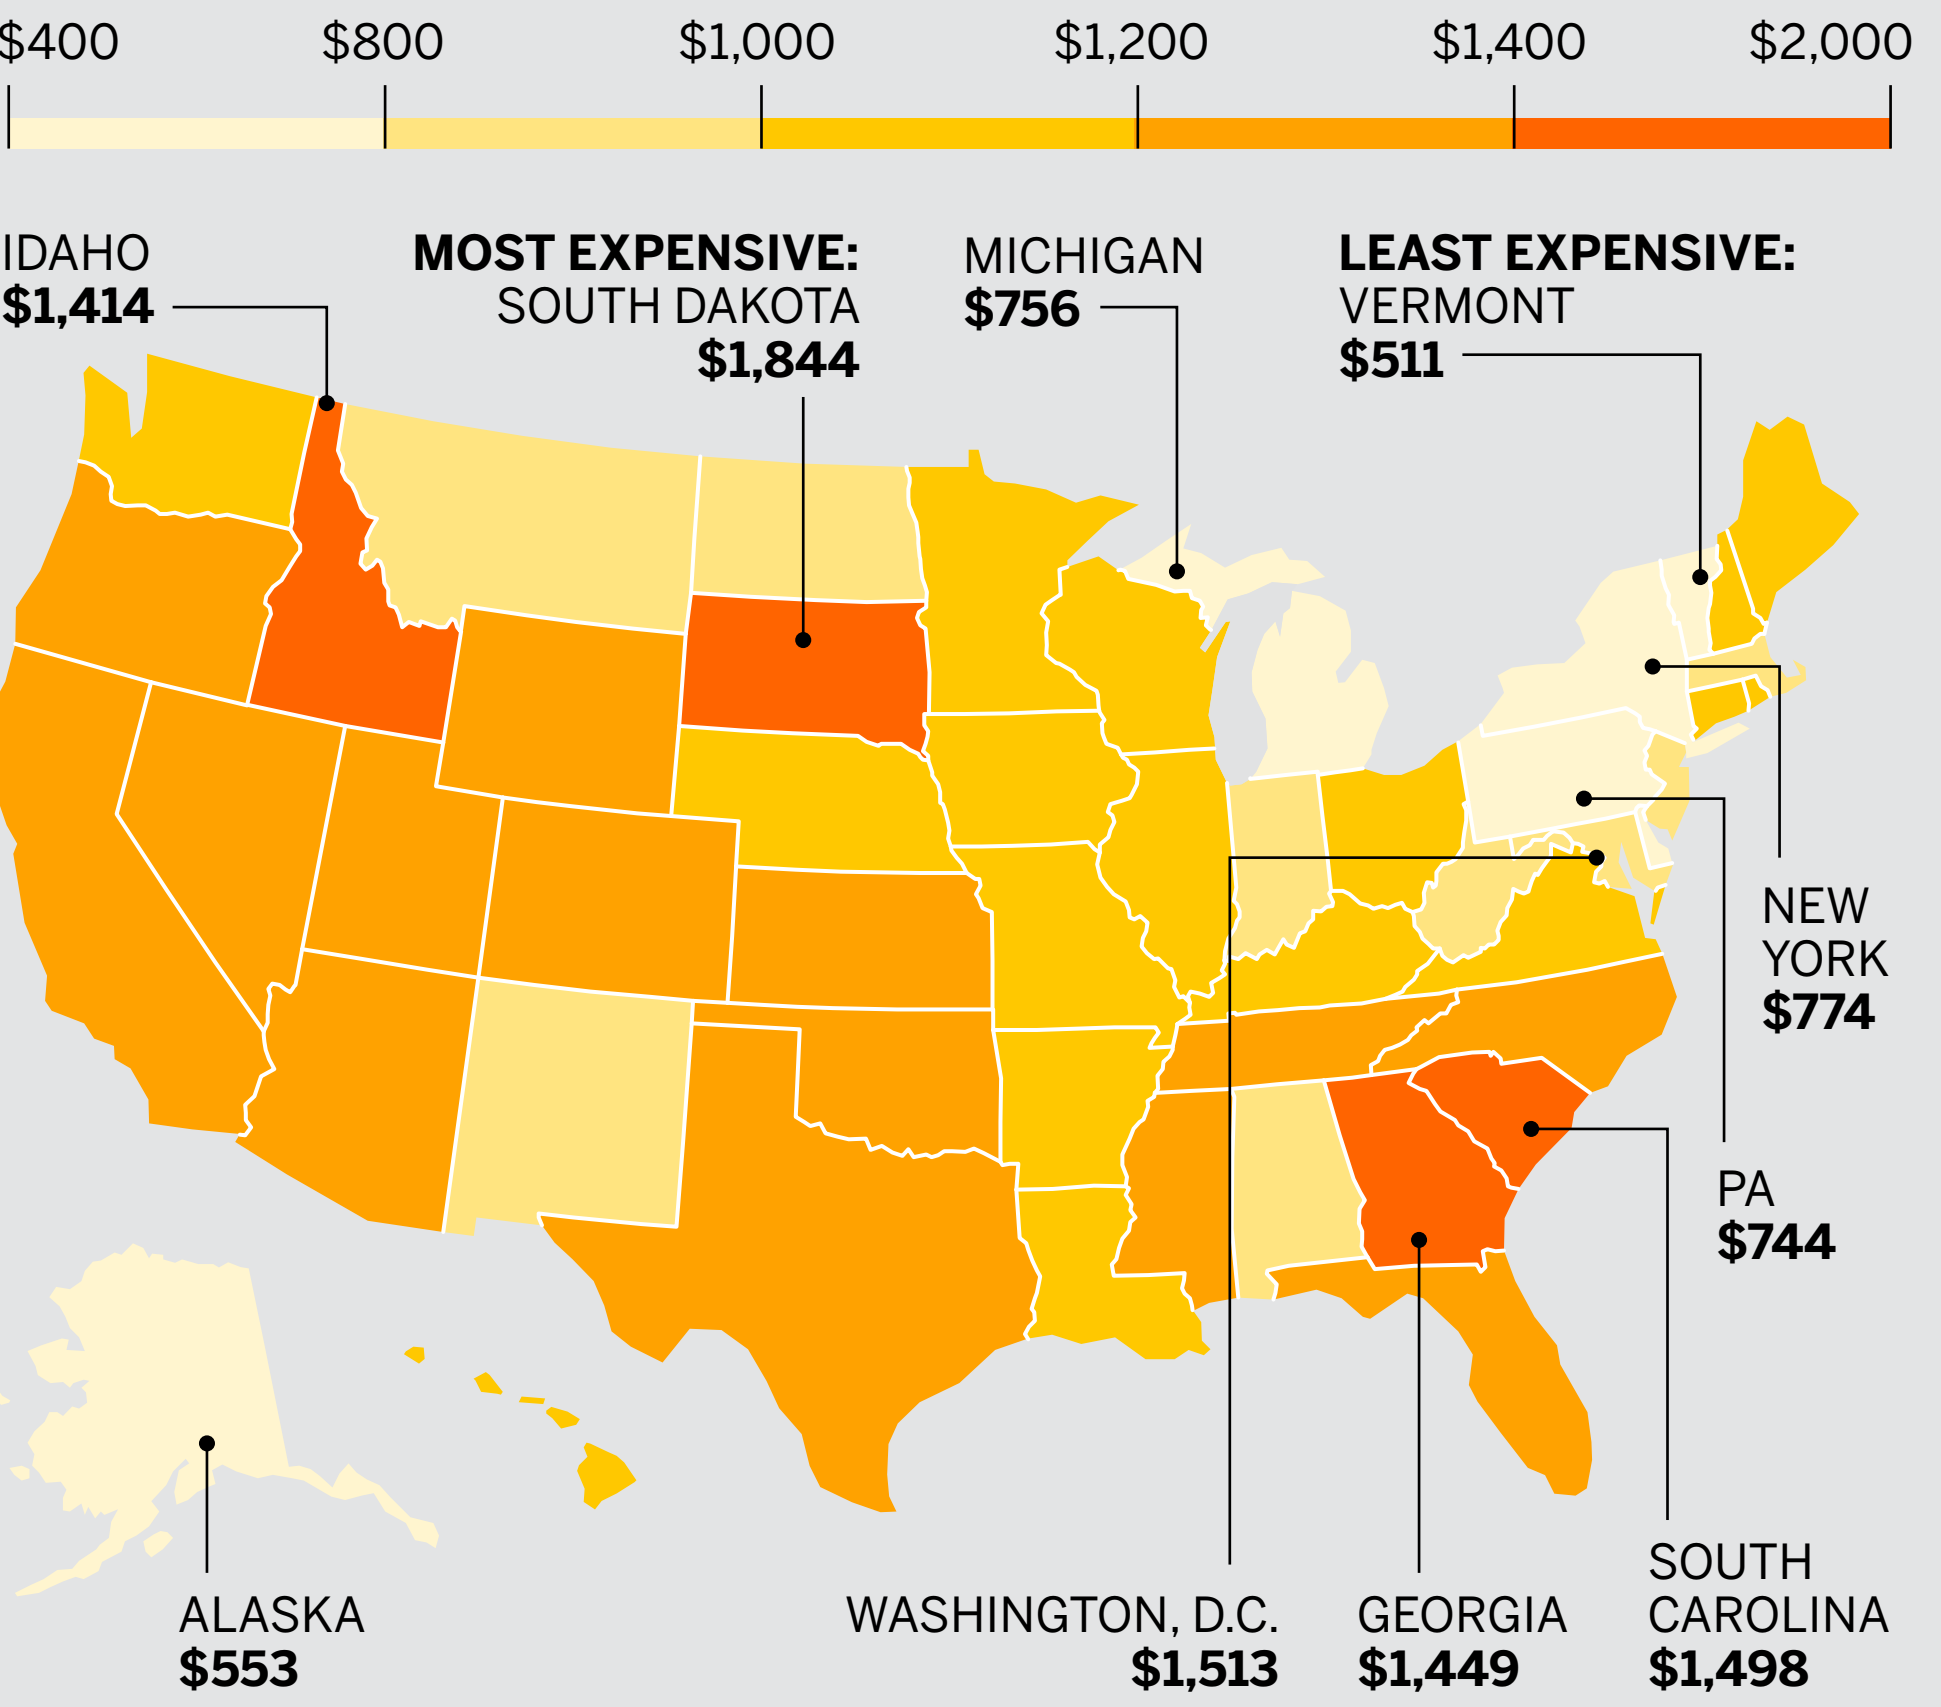 $400 $800 $1,000 $1,200 $1,400 $2,000
IDAHO
$1,414
MOST EXPENSIVE:
SOUTH DAKOTA
$1,844
MICHIGAN
$756
LEAST EXPENSIVE:
VERMONT
$511
NEW
YORK
$774
PA
$744
ALASKA
$553
WASHINGTON, D.C.
$1,513
GEORGIA
$1,449
SOUTH
CAROLINA
$1,498